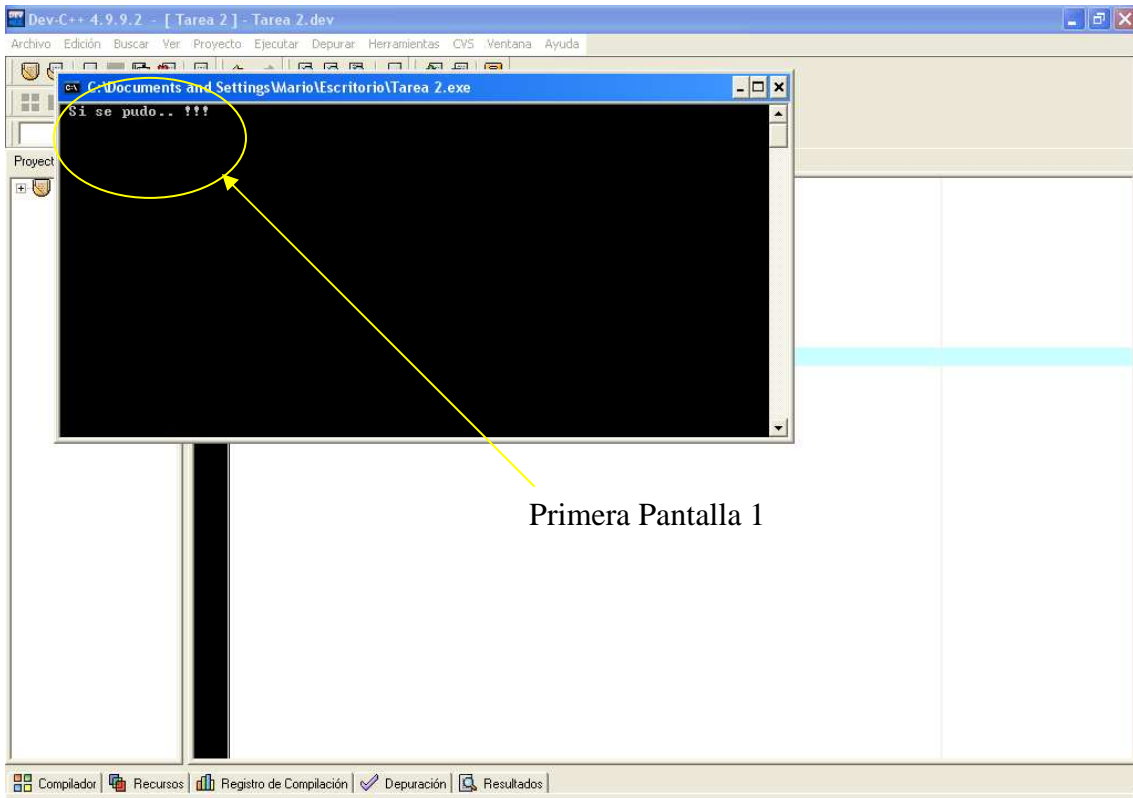 Dev-C++ 4.9.9.2 - [ Tarea 2 ] - Tarea 2.dev
Archivo Edición Buscar Ver Proyecto Ejecutar Depurar Herramientas CVS Ventana Ayuda
C:\Documents and Settings\Mario\Escritorio\Tarea 2.exe
Si se pudo.. !!!
Proyect
Primera Pantalla 1
Compilador Recursos Registro de Compilación Depuración Resultados